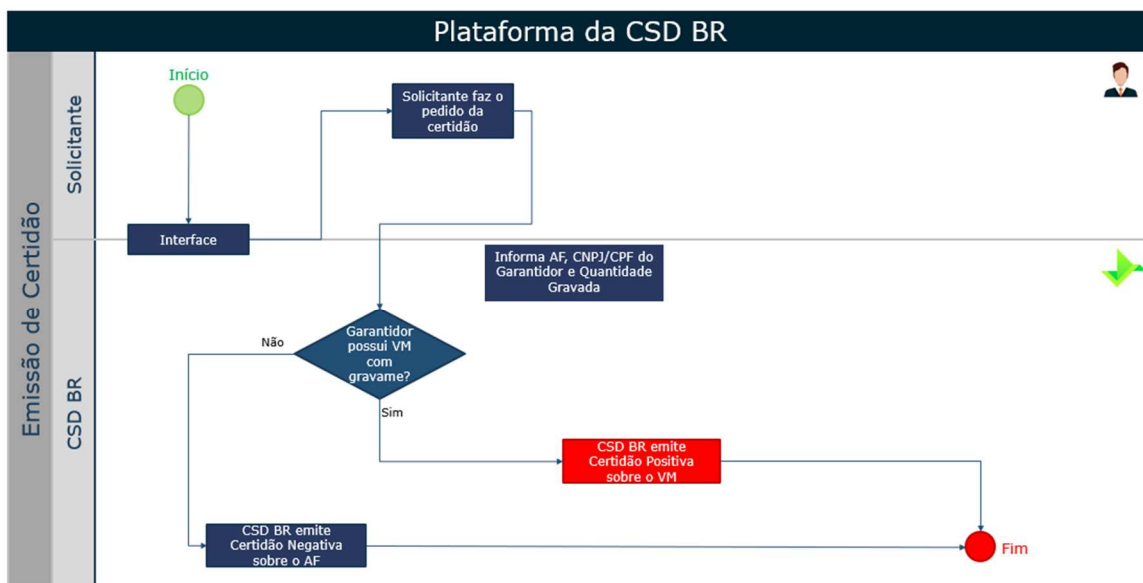 Plataforma da CSD BR
Emissão de Certidão
Solicitante
Início
Solicitante faz o
pedido da
certidão
Interface
CSD BR
Informa AF, CNPJ/CPF do
Garantidor e Quantidade
Gravada
Garantidor
possui VM
com
gravame?
Não
Sim
CSD BR emite
Certidão Positiva
sobre o VM
CSD BR emite
Certidão Negativa
sobre o AF
Fim